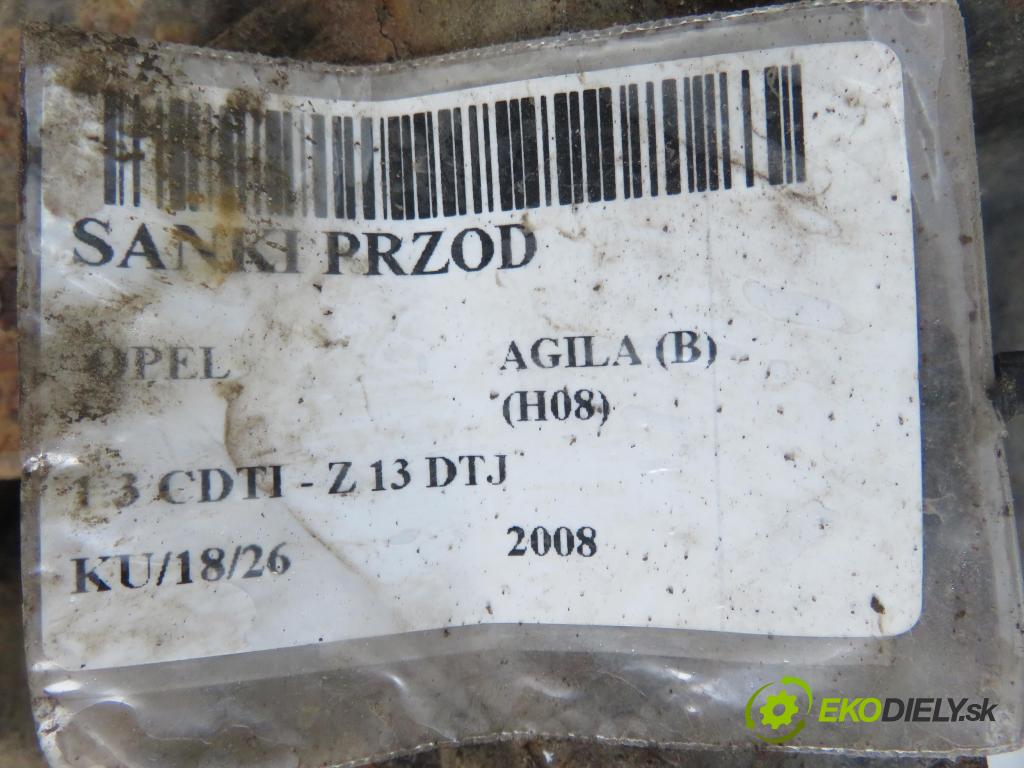 SANKI PRZOD
OPEL AGILA (B)
(H08)
1.3 CDTI - Z 13 DTJ
KU/18/26 2008
EKODIELY.sk